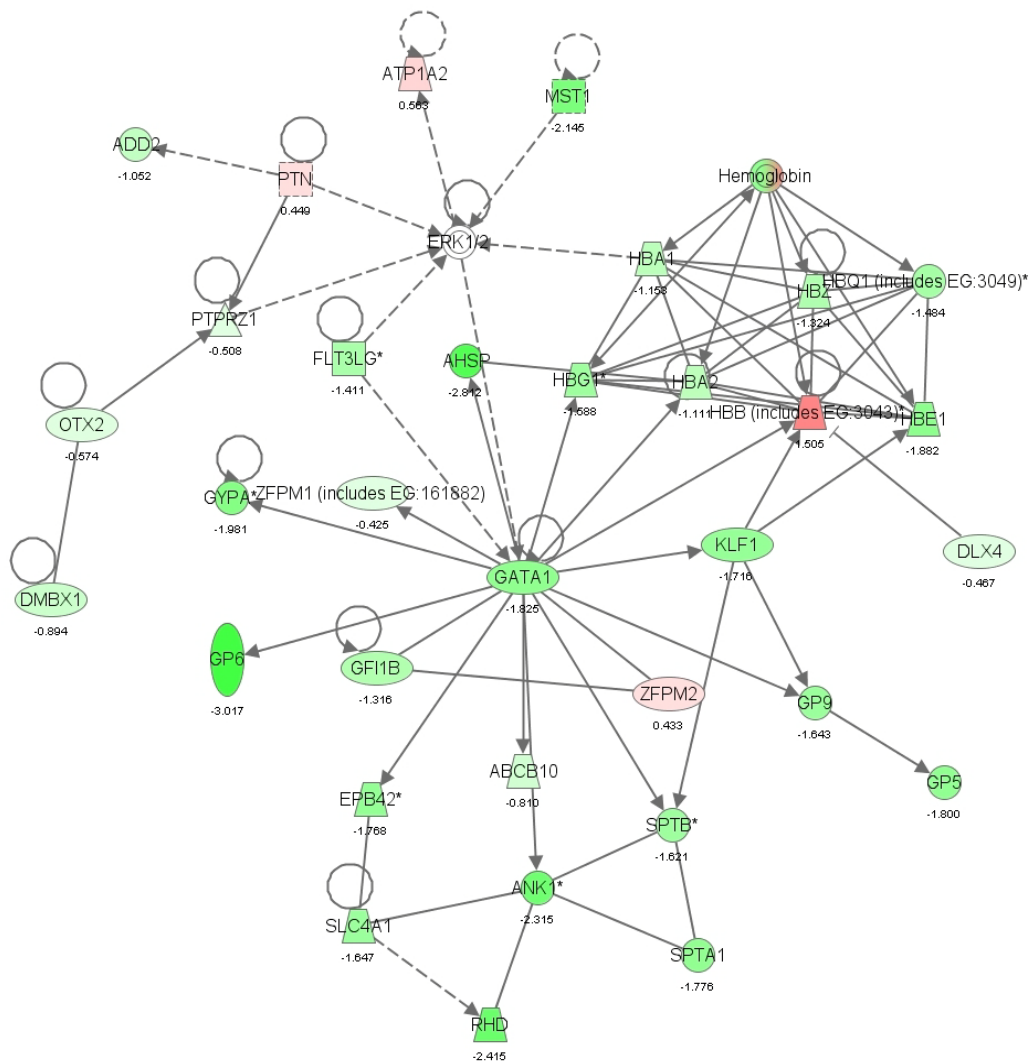 ATP1A2
0.563
MST1
-2.145
ADD2
-1.052
PTN
0.449
Hemoglobin
ERK1/2
HBA1
-1.153
HBQ1 (includes EG:3049)*
-1.484
HBZ
-1.324
PTPRZ1
-0.508
FLT3LG*
-1.411
AHSP
-2.812
HBG1*
-1.588
HBA2
-1.111
HBB (includes EG:3043)*
1.505
HBE1
-1.882
OTX2
-0.574
GYPA*
-1.981
ZFPM1 (includes EG:161882)
-0.425
KLF1
-1.716
DLX4
-0.467
GATA1
-1.825
DMBX1
-0.894
GP6
-3.017
GFI1B
-1.316
ZFPM2
0.433
GP9
-1.643
ABCB10
-0.810
GP5
-1.800
EPB42*
-1.768
SPTB*
-1.621
ANK1*
-2.315
SLC4A1
-1.647
SPTA1
-1.776
RHD
-2.415